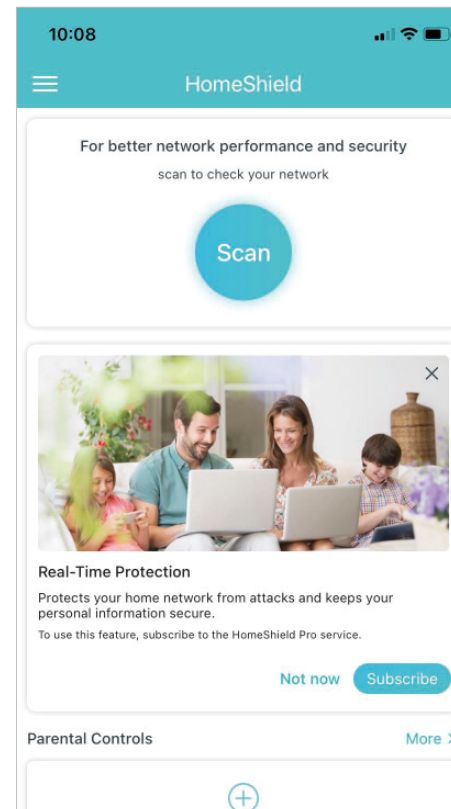 10:08
HomeShield
For better network performance and security
scan to check your network
Scan
Real-Time Protection
Protects your home network from attacks and keeps your
personal information secure.
To use this feature, subscribe to the HomeShield Pro service.
Not now Subscribe
Parental Controls More